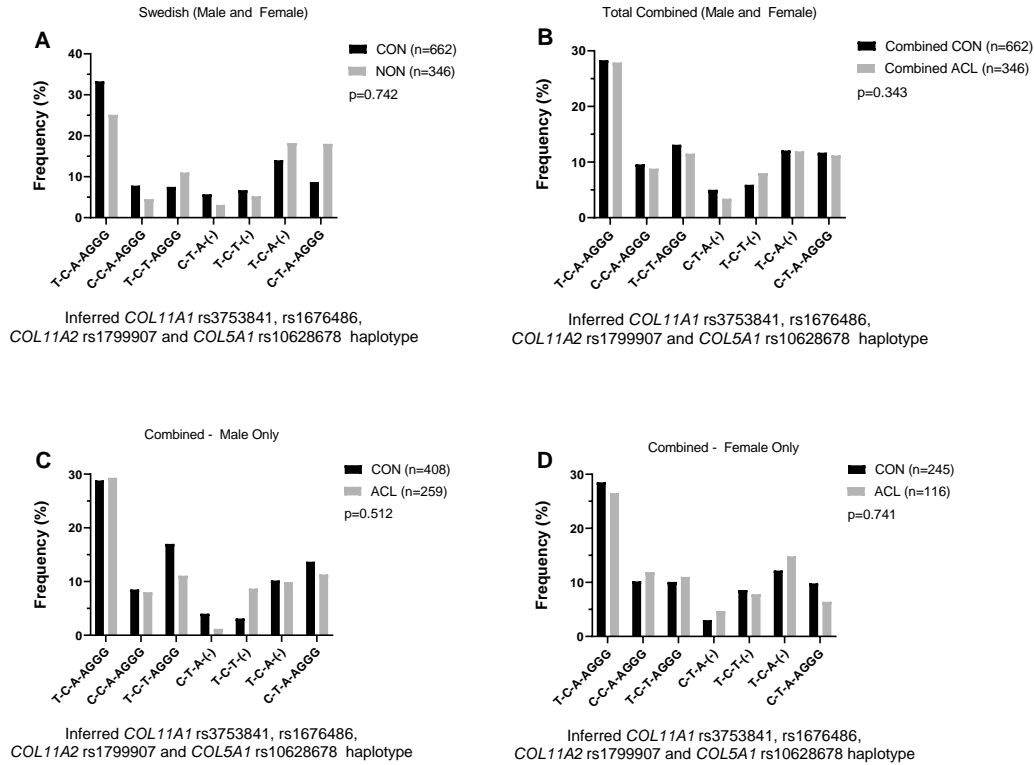 Swedish (Male and Female)
A
CON (n=662)
NON (n=346)
p=0.742
Frequency (%)
40
30
20
10
0
T-C-A-AGGG
C-C-A-AGGG
T-C-T-AGGG
C-T-A-(-)
T-C-T-(-)
T-C-A-(-)
C-T-A-AGGG
Inferred COL11A1 rs3753841, rs1676486,
COL11A2 rs1799907 and COL5A1 rs10628678 haplotype
Total Combined (Male and Female)
B
Combined CON (n=662)
Combined ACL (n=346)
p=0.343
Frequency (%)
30
20
10
0
T-C-A-AGGG
C-C-A-AGGG
T-C-T-AGGG
C-T-A-(-)
T-C-T-(-)
T-C-A-(-)
C-T-A-AGGG
Inferred COL11A1 rs3753841, rs1676486,
COL11A2 rs1799907 and COL5A1 rs10628678 haplotype
Combined - Male Only
C
CON (n=408)
ACL (n=259)
p=0.512
Frequency (%)
30
20
10
0
T-C-A-AGGG
C-C-A-AGGG
T-C-T-AGGG
C-T-A-(-)
T-C-T-(-)
T-C-A-(-)
C-T-A-AGGG
Inferred COL11A1 rs3753841, rs1676486,
COL11A2 rs1799907 and COL5A1 rs10628678 haplotype
Combined - Female Only
D
CON (n=245)
ACL (n=116)
p=0.741
Frequency (%)
30
20
10
0
T-C-A-AGGG
C-C-A-AGGG
T-C-T-AGGG
C-T-A-(-)
T-C-T-(-)
T-C-A-(-)
C-T-A-AGGG
Inferred COL11A1 rs3753841, rs1676486,
COL11A2 rs1799907 and COL5A1 rs10628678 haplotype